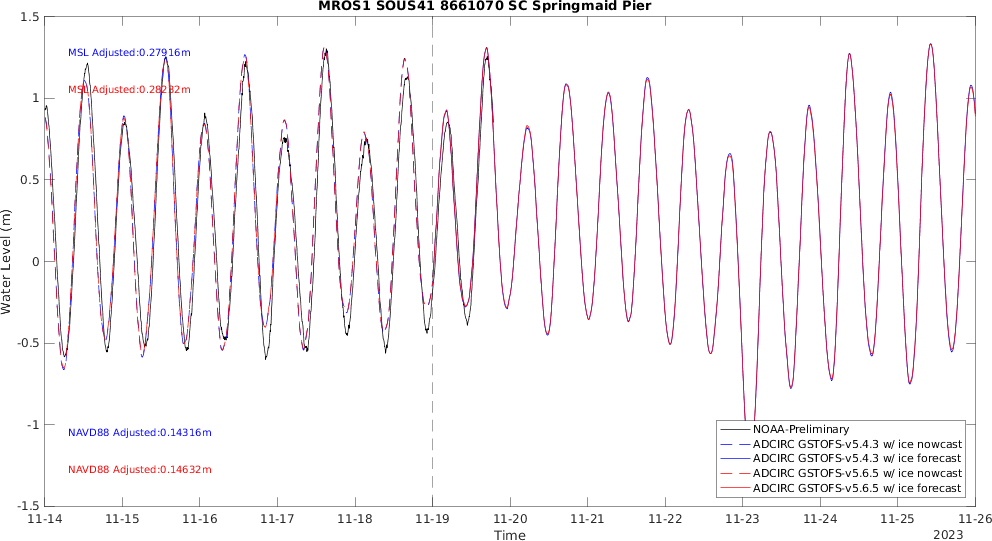 MROS1 SOUS41 8661070 SC Springmaid Pier
1.5
MSL Adjusted:0.27916m
MSL Adjusted:0.28232m
1
0.5
Water Level (m)
0
-0.5
-1
NAVD88 Adjusted:0.14316m
NAVD88 Adjusted:0.14632m
NOAA-Preliminary
ADCIRC GSTOFS-v5.4.3 w/ ice nowcast
ADCIRC GSTOFS-v5.4.3 w/ ice forecast
ADCIRC GSTOFS-v5.6.5 w/ ice nowcast
ADCIRC GSTOFS-v5.6.5 w/ ice forecast
-1.5
11-14 11-15 11-16 11-17 11-18 11-19 11-20 11-21 11-22 11-23 11-24 11-25 11-26
Time
2023